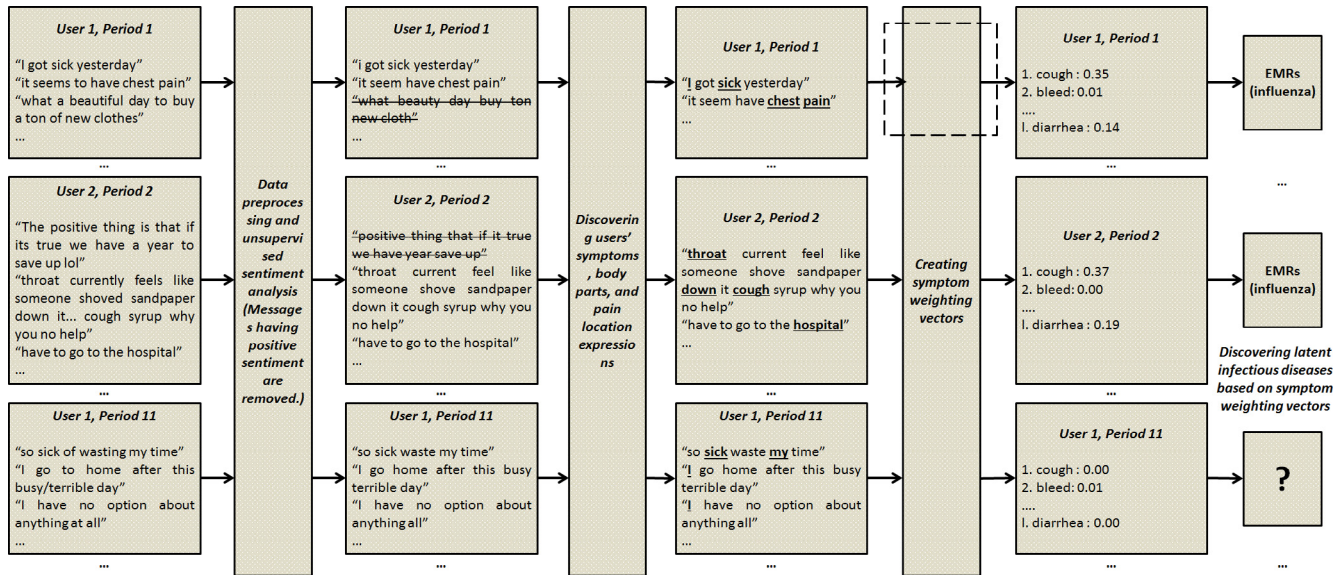 User 1, Period 1
"I got sick yesterday"
"it seems to have chest pain"
"what a beautiful day to buy
a ton of new clothes"
...
...
User 2, Period 2
"The positive thing is that if
its true we have a year to
save up lol"
"throat currently feels like
someone shoved sandpaper
down it... cough syrup why
you no help"
"have to go to the hospital"
...
...
User 1, Period 11
"so sick of wasting my time"
"I go to home after this
busy/terrible day"
"I have no option about
anything at all"
...
...
Data
preproces
sing and
unsupervi
sed
sentiment
analysis
(Message
s having
positive
sentiment
are
removed.)
User 1, Period 1
"i got sick yesterday"
"it seem have chest pain"
"what beauty day buy ton
new cloth"
...
...
User 2, Period 2
"positive thing that if it true
we have year save up"
"throat current feel like
someone shove sandpaper
down it cough syrup why you
no help"
"have to go to the hospital"
...
...
User 1, Period 11
"so sick waste my time"
"I go home after this busy
terrible day"
"I have no option about
anything all"
...
...
Discoverin
g users'
symptoms
, body
parts, and
pain
location
expressio
ns
User 1, Period 1
"I got sick yesterday"
"it seem have chest pain"
...
...
User 2, Period 2
"throat current feel like
someone shove sandpaper
down it cough syrup why you
no help"
"have to go to the hospital"
...
...
User 1, Period 11
"so sick waste my time"
"I go home after this busy
terrible day"
"I have no option about
anything all"
...
...
Creating
symptom
weighting
vectors
User 1, Period 1
1. cough : 0.35
2. bleed: 0.01
....
l. diarrhea : 0.14
...
User 2, Period 2
1. cough : 0.37
2. bleed: 0.00
....
l. diarrhea : 0.19
...
User 1, Period 11
1. cough : 0.00
2. bleed: 0.01
....
l. diarrhea : 0.00
...
EMRs
(influenza)
...
EMRs
(influenza)
Discovering latent
infectious diseases
based on symptom
weighting vectors
...
?
...